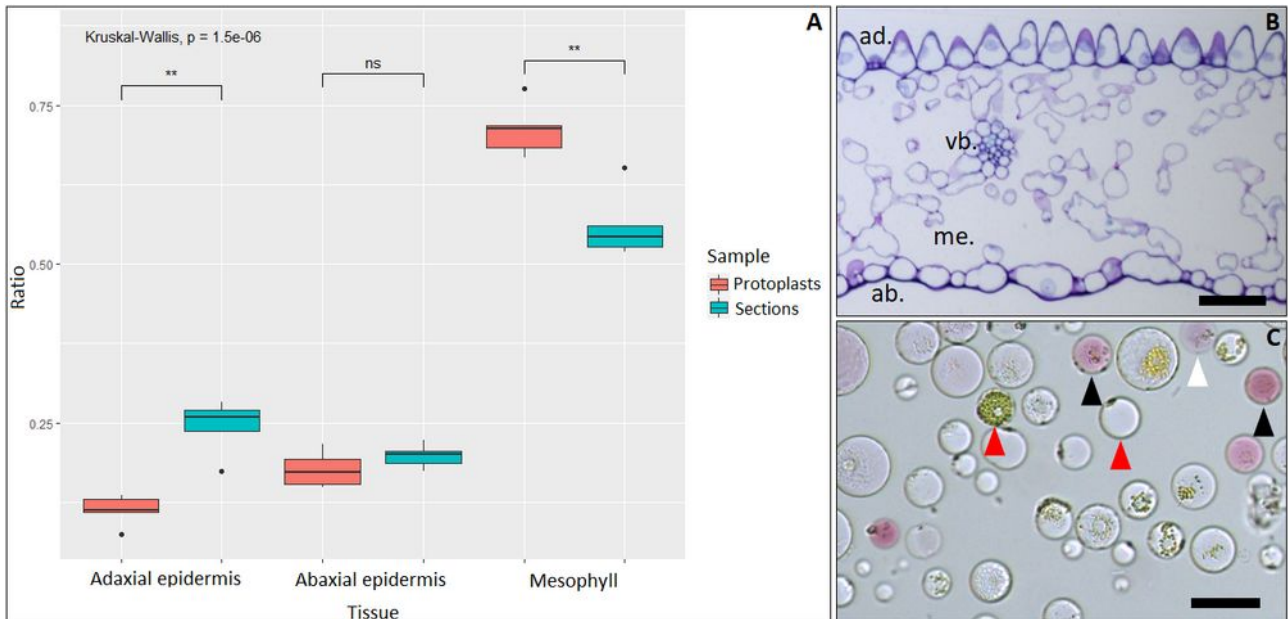 A
Kruskal-Wallis, p = 1.5e-06
**
ns
**
0.75
0.50
0.25
Ratio
Adaxial epidermis
Abaxial epidermis
Mesophyll
Tissue
Sample
Protoplasts
Sections
B
ad.
vb.
me.
ab.
C